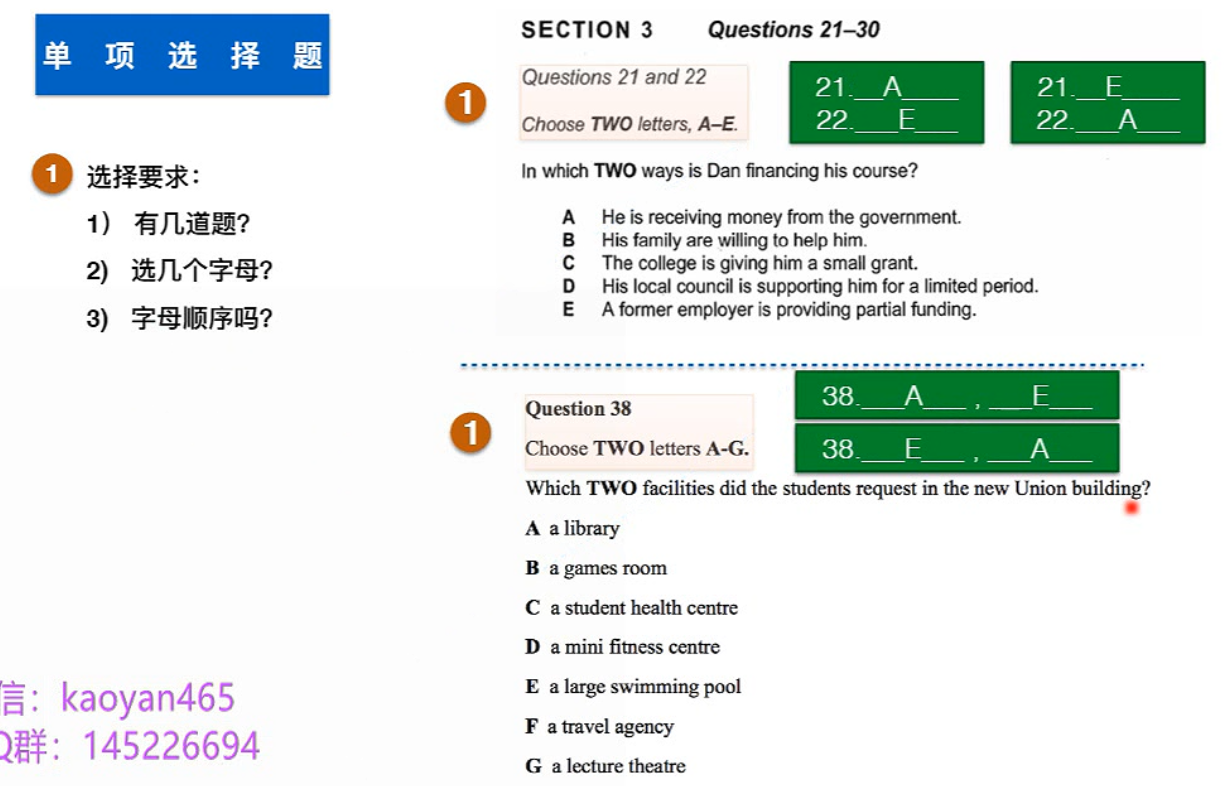 单 项 选 择 题
1 选择要求：
1） 有几道题？
2) 选几个字母？
3) 字母顺序吗？
SECTION 3 Questions 21–30
1
Questions 21 and 22
Choose TWO letters, A–E.
21.__A____
22.___E___
21.__E____
22.___A___
In which TWO ways is Dan financing his course?
A He is receiving money from the government.
B His family are willing to help him.
C The college is giving him a small grant.
D His local council is supporting him for a limited period.
E A former employer is providing partial funding.
1
Question 38
Choose TWO letters A-G.
38.___A___ , ___E___
38.___E___ , ___A___
Which TWO facilities did the students request in the new Union building?
A a library
B a games room
C a student health centre
D a mini fitness centre
E a large swimming pool
F a travel agency
G a lecture theatre
信：kaoyan465
Q群：145226694